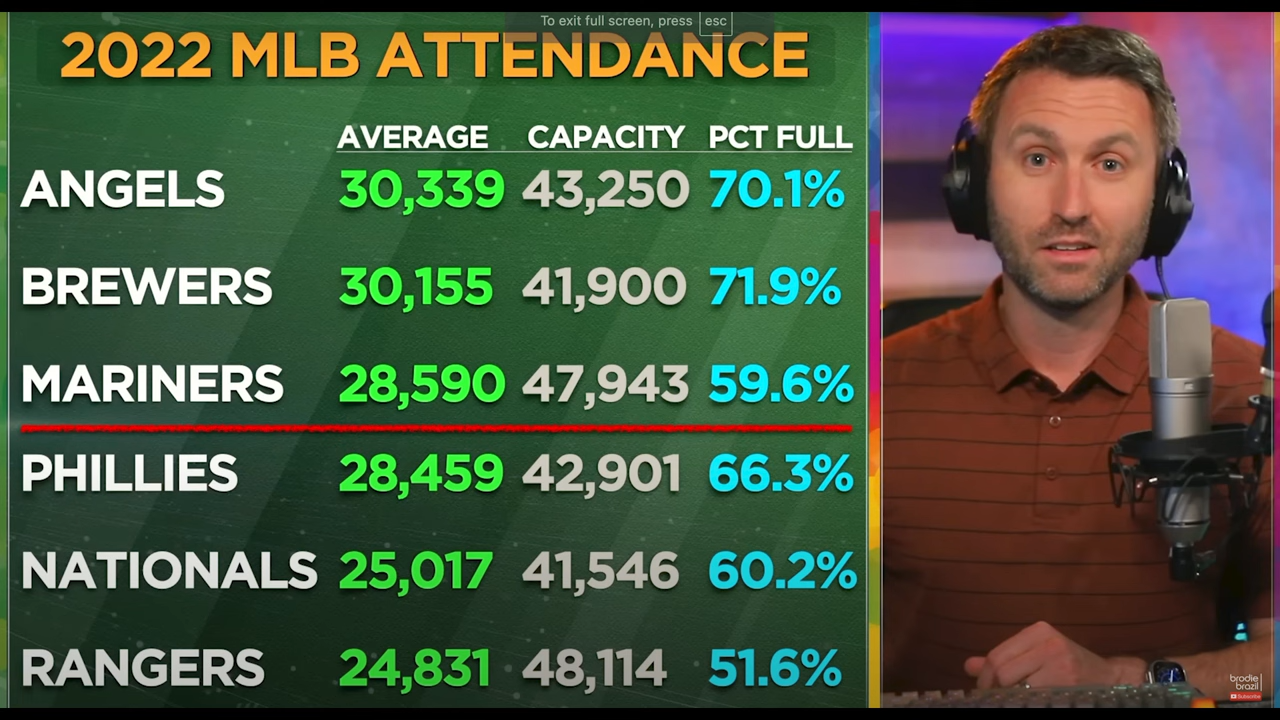 To exit full screen, press esc
2022 MLB ATTENDANCE
AVERAGE CAPACITY PCT FULL
ANGELS 30,339 43,250 70.1%
BREWERS 30,155 41,900 71.9%
MARINERS 28,590 47,943 59.6%
PHILLIES 28,459 42,901 66.3%
NATIONALS 25,017 41,546 60.2%
RANGERS 24,831 48,114 51.6%
brodie
brazil
Subscribe